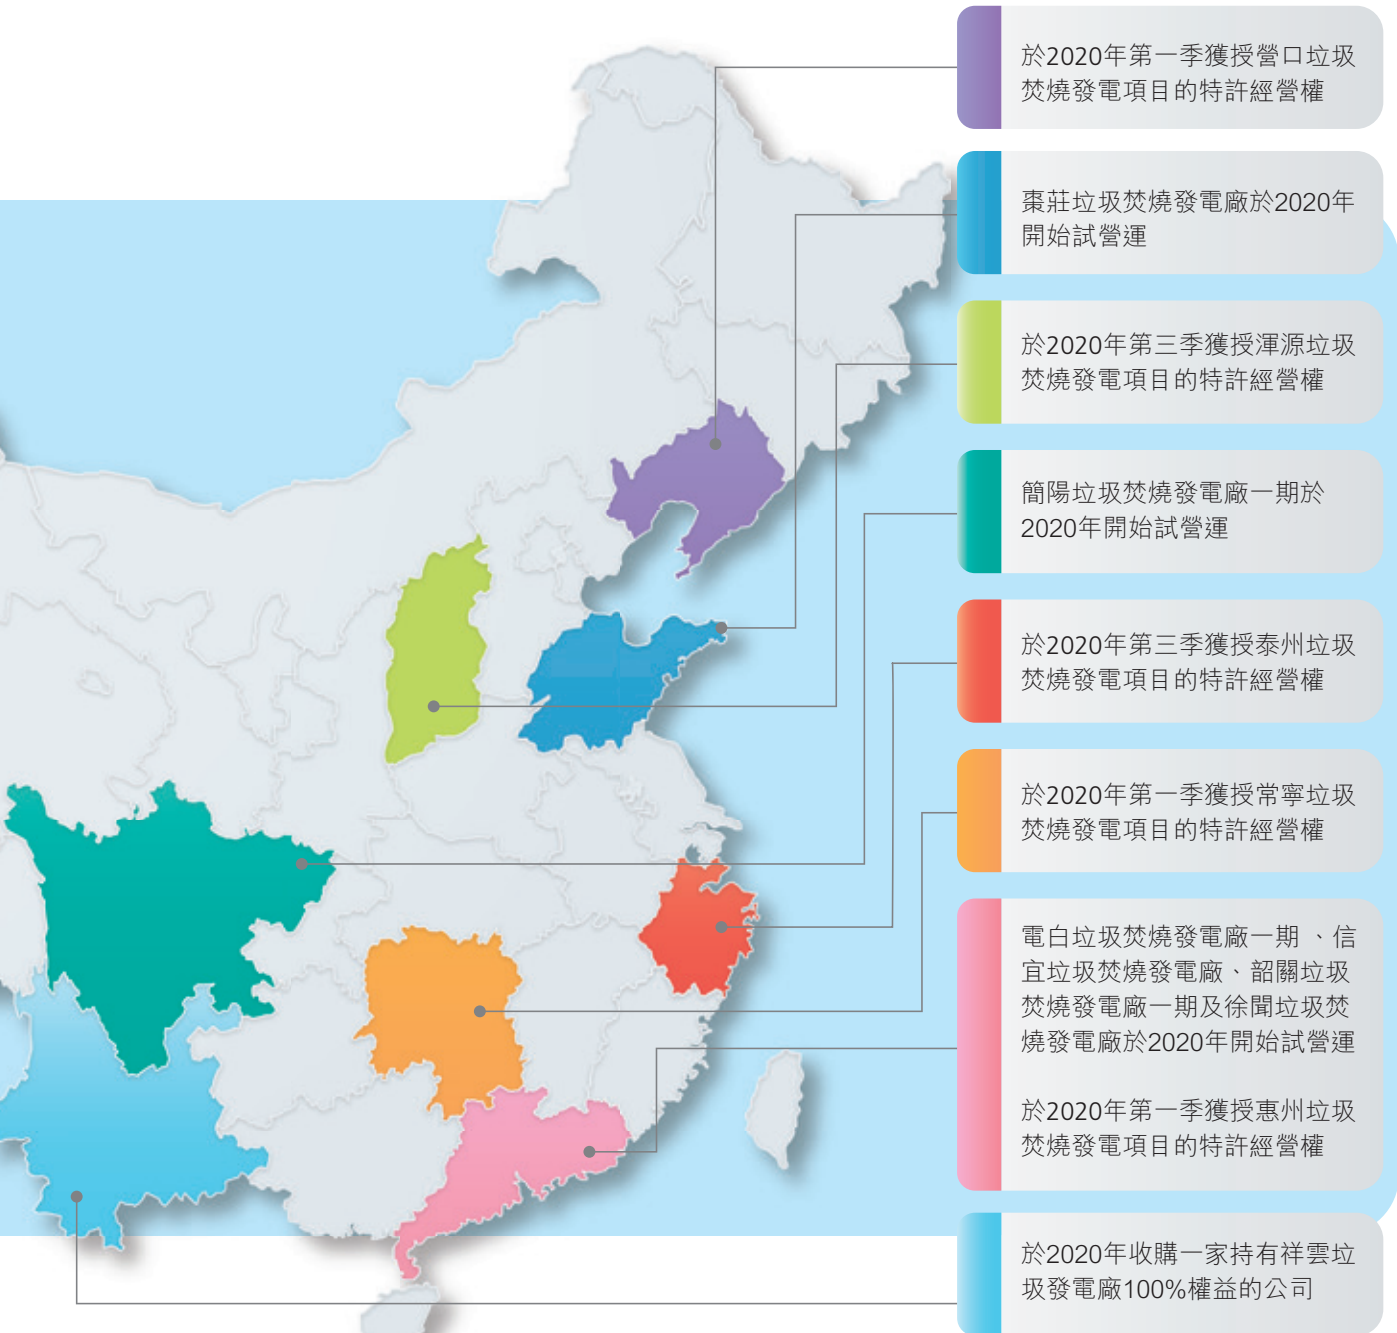 於2020年第一季獲授營口垃圾
焚燒發電項目的特許經營權
棗莊垃圾焚燒發電廠於2020年
開始試營運
於2020年第三季獲授渾源垃圾
焚燒發電項目的特許經營權
簡陽垃圾焚燒發電廠一期於
2020年開始試營運
於2020年第三季獲授泰州垃圾
焚燒發電項目的特許經營權
於2020年第一季獲授常寧垃圾
焚燒發電項目的特許經營權
電白垃圾焚燒發電廠一期 、信
宜垃圾焚燒發電廠、韶關垃圾
焚燒發電廠一期及徐聞垃圾焚
燒發電廠於2020年開始試營運
於2020年第一季獲授惠州垃圾
焚燒發電項目的特許經營權
於2020年收購一家持有祥雲垃
圾發電廠100%權益的公司